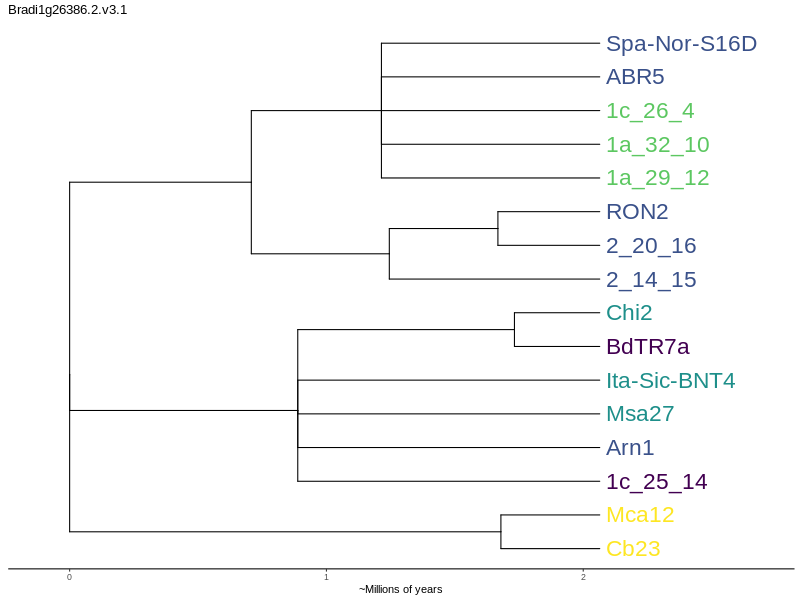 Bradi1g26386.2.v3.1
Spa-Nor-S16D
ABR5
1c_26_4
1a_32_10
1a_29_12
RON2
2_20_16
2_14_15
Chi2
BdTR7a
Ita-Sic-BNT4
Msa27
Arn1
1c_25_14
Mca12
Cb23
0 1 2
~Millions of years